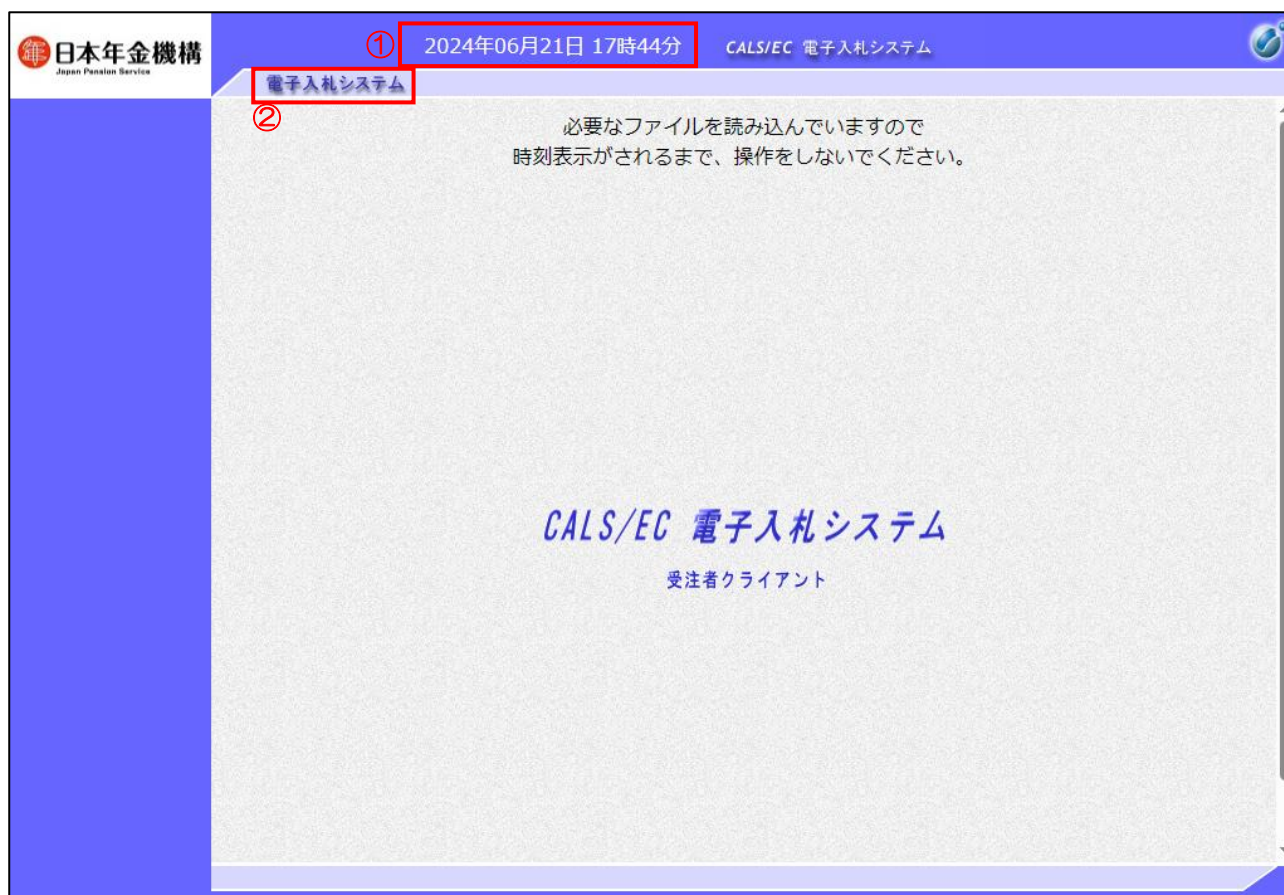 日本年金機構
Japan Pension Service
① 2024年06月21日 17時44分 CALS/EC 電子入札システム
電子入札システム
②
必要なファイルを読み込んでいますので
時刻表示がされるまで、操作をしないでください。
CALS/EC 電子入札システム
受注者クライアント